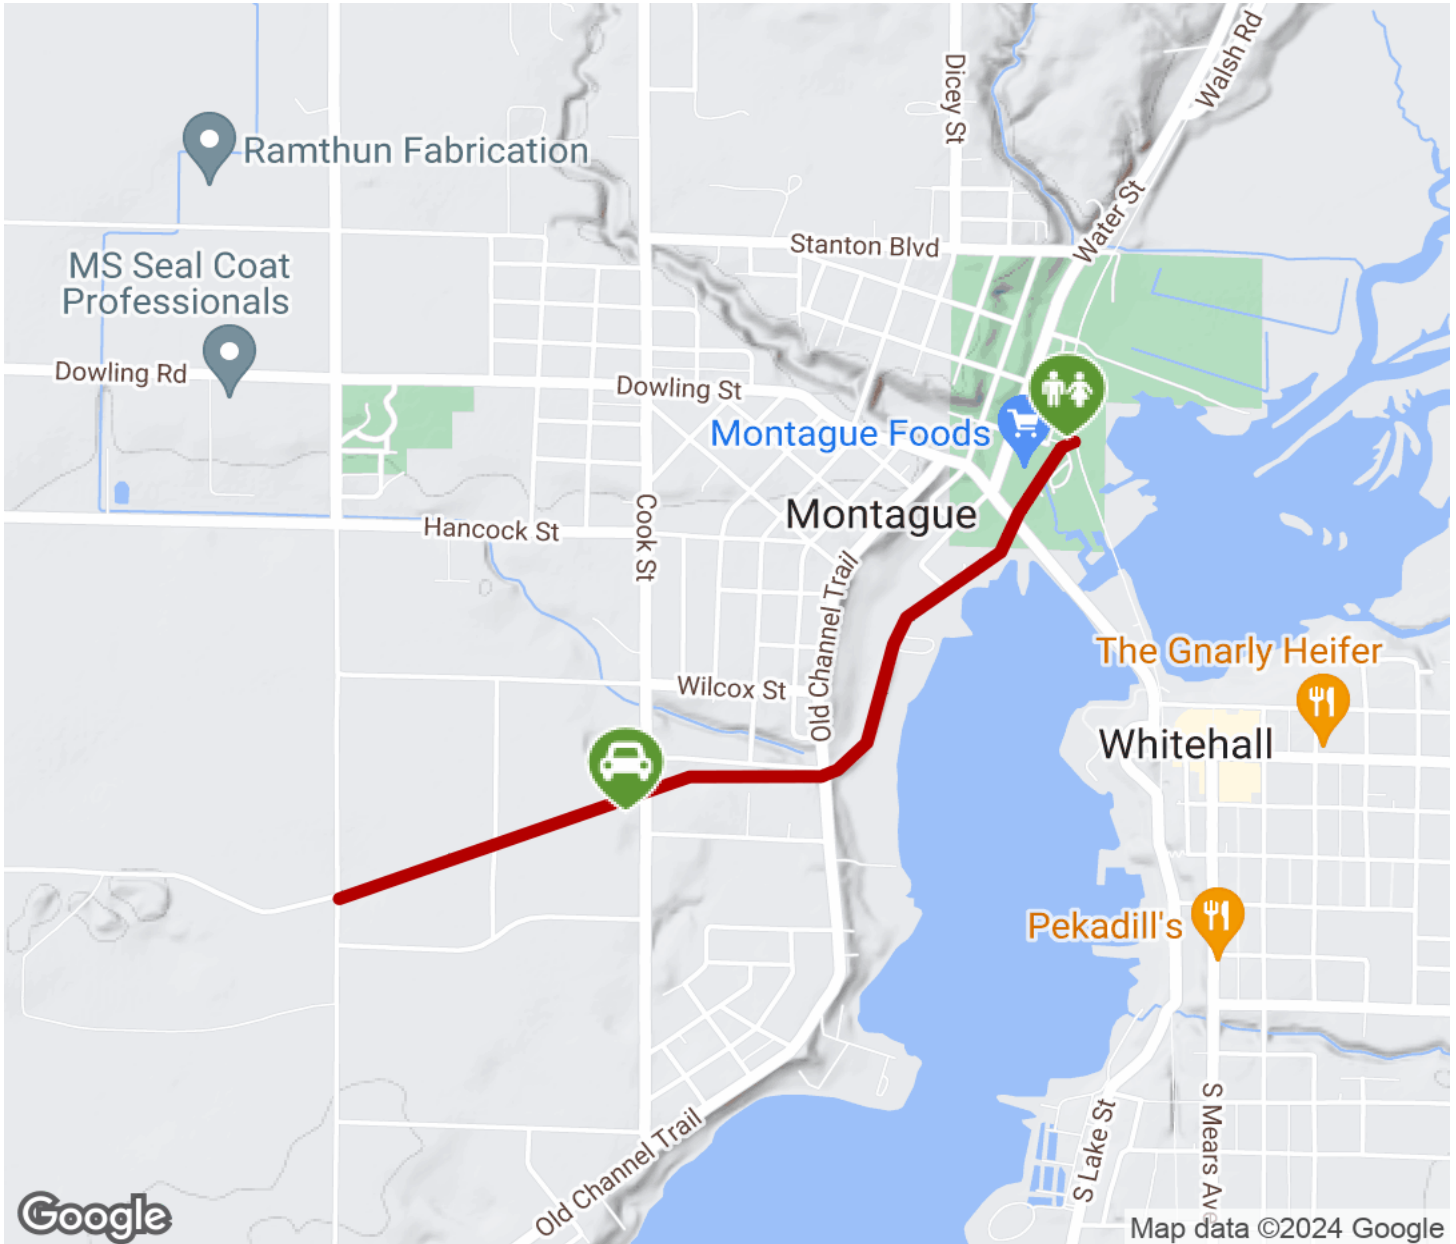 Walsh Rd
Dicey St
Ramthun Fabrication
Water St
Stanton Blvd
MS Seal Coat
Professionals
Dowling Rd
Dowling St
Montague Foods
Montague
Cook St
Hancock St
Old Channel Trail
The Gnarly Heifer
Wilcox St
Whitehall
Pekadill's
S Mears Ave
S Lake St
Old Channel Trail
Google
Map data ©2024 Google